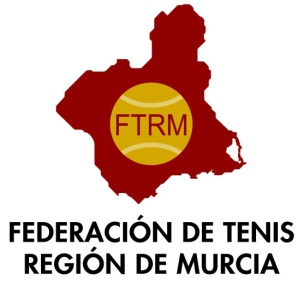 FTRM
FEDERACIÓN DE TENIS
REGIÓN DE MURCIA